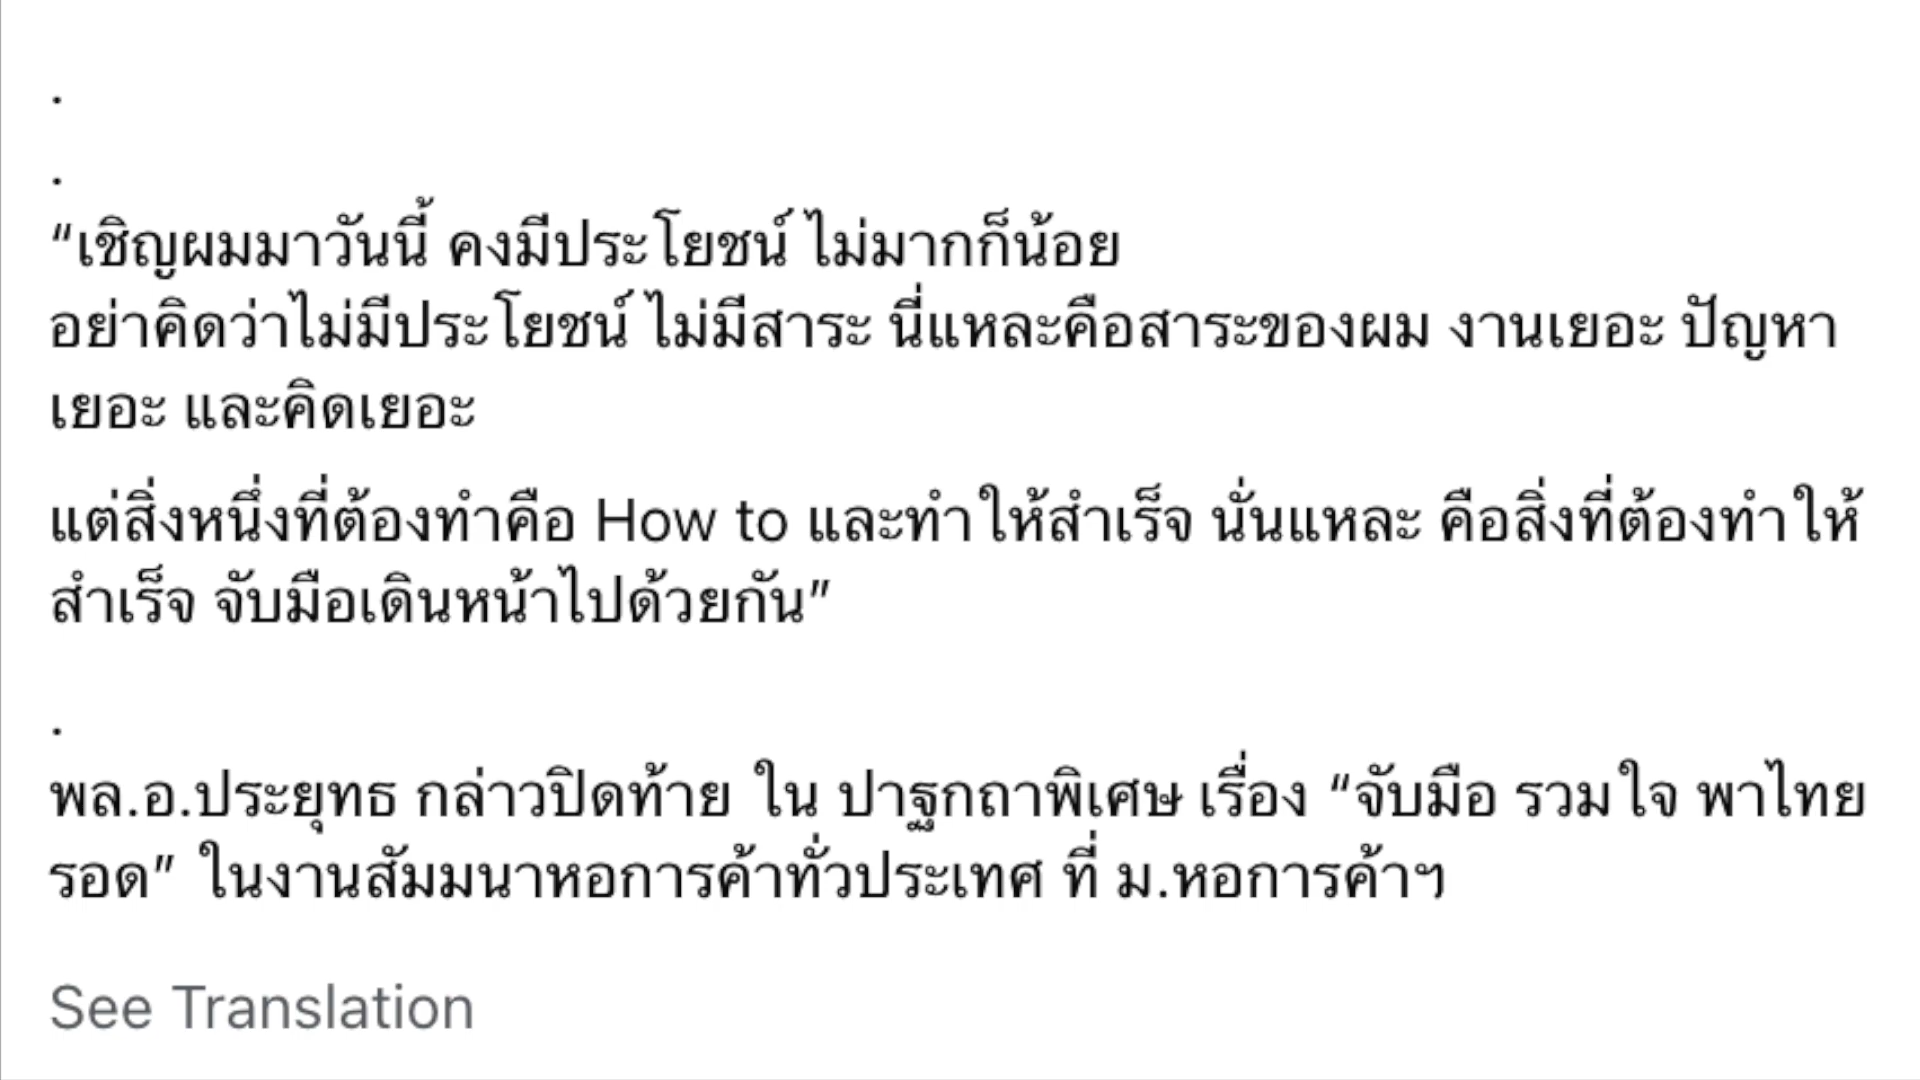 .
.
“เชิญผมมาวันนี้ คงมีประโยชน์ ไม่มากก็น้อย
อย่าคิดว่าไม่มีประโยชน์ ไม่มีสาระ นี่แหละคือสาระของผม งานเยอะ ปัญหา
เยอะ และคิดเยอะ
แต่สิ่งหนึ่งที่ต้องทำคือ How to และทำให้สำเร็จ นั่นแหละ คือสิ่งที่ต้องทำให้
สำเร็จ จับมือเดินหน้าไปด้วยกัน”
.
พล.อ.ประยุทธ กล่าวปิดท้าย ใน ปาฐกถาพิเศษ เรื่อง “จับมือ รวมใจ พาไทย
รอด” ในงานสัมมนาหอการค้าทั่วประเทศ ที่ ม.หอการค้าฯ
See Translation